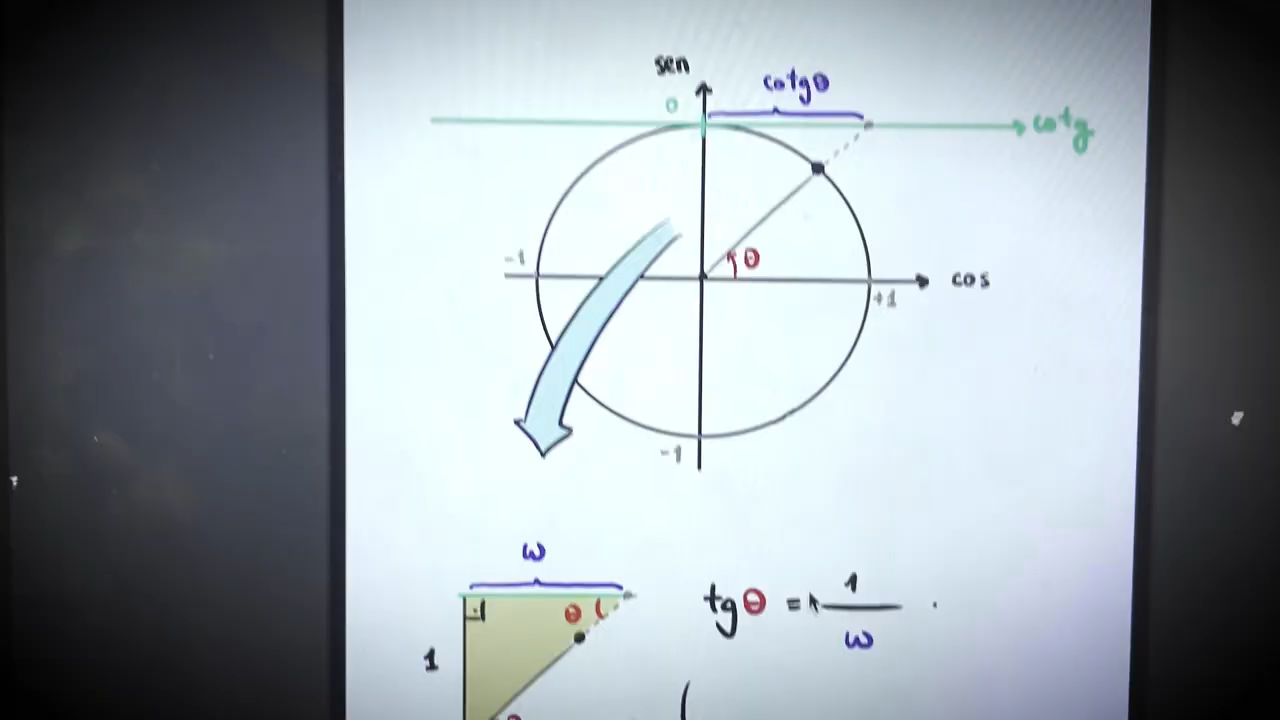 sen
cotgθ
0
cotg
-1
θ
cos
+1
-1
ω
tgθ = 1/ω
θ
1